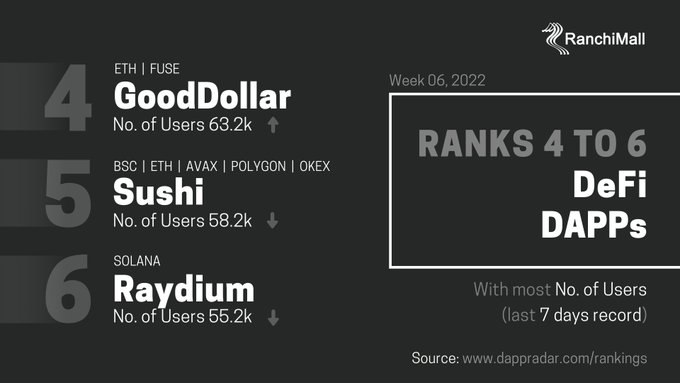 RanchiMall
Week 06, 2022
RANKS 4 TO 6
DeFi
DAPPs
With most No. of Users
(last 7 days record)
4
ETH | FUSE
GoodDollar
No. of Users 63.2k
5
BSC | ETH | AVAX | POLYGON | OKEX
Sushi
No. of Users 58.2k
6
SOLANA
Raydium
No. of Users 55.2k
Source: www.dappradar.com/rankings